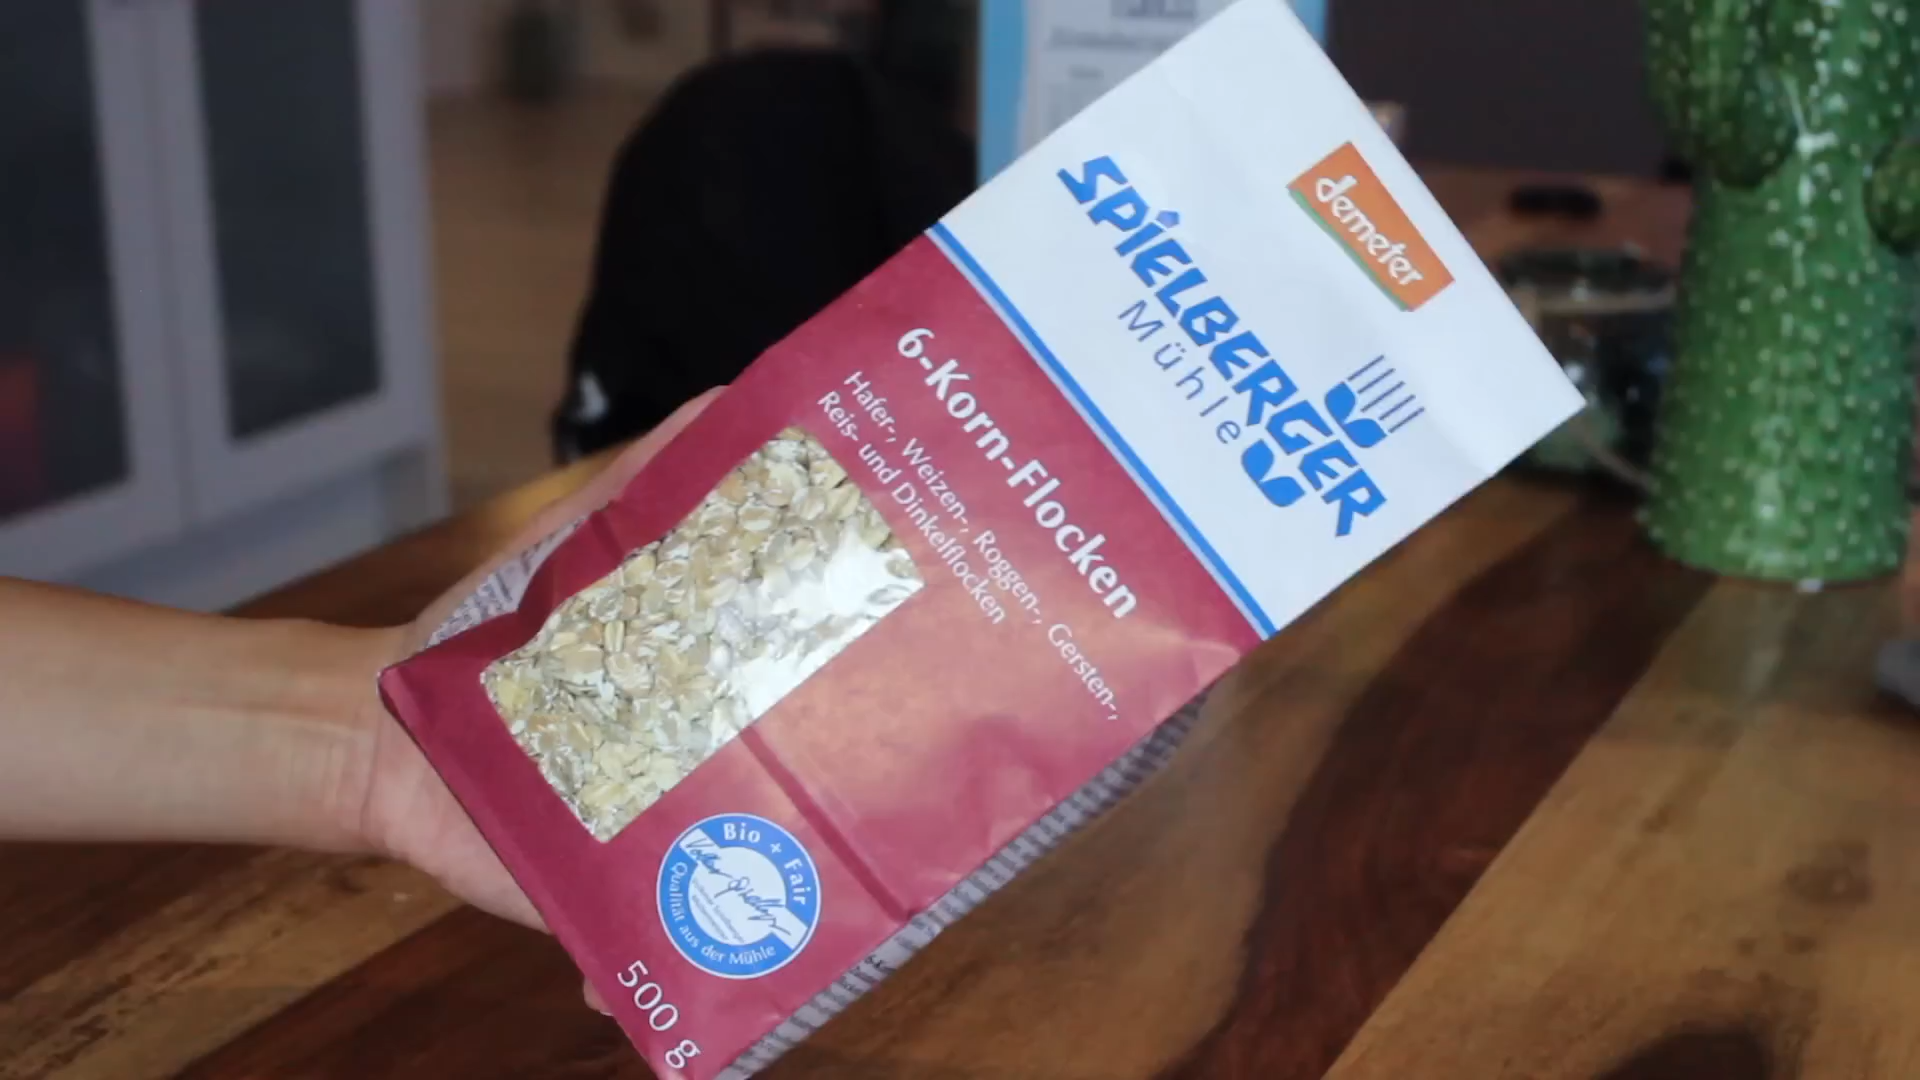 demeter
SPIELBERGER
Mühle
6-Korn-Flocken
Hafer-, Weizen-, Roggen-, Gersten-,
Reis- und Dinkelflocken
Bio + Fair
Qualität aus der Mühle
500 g